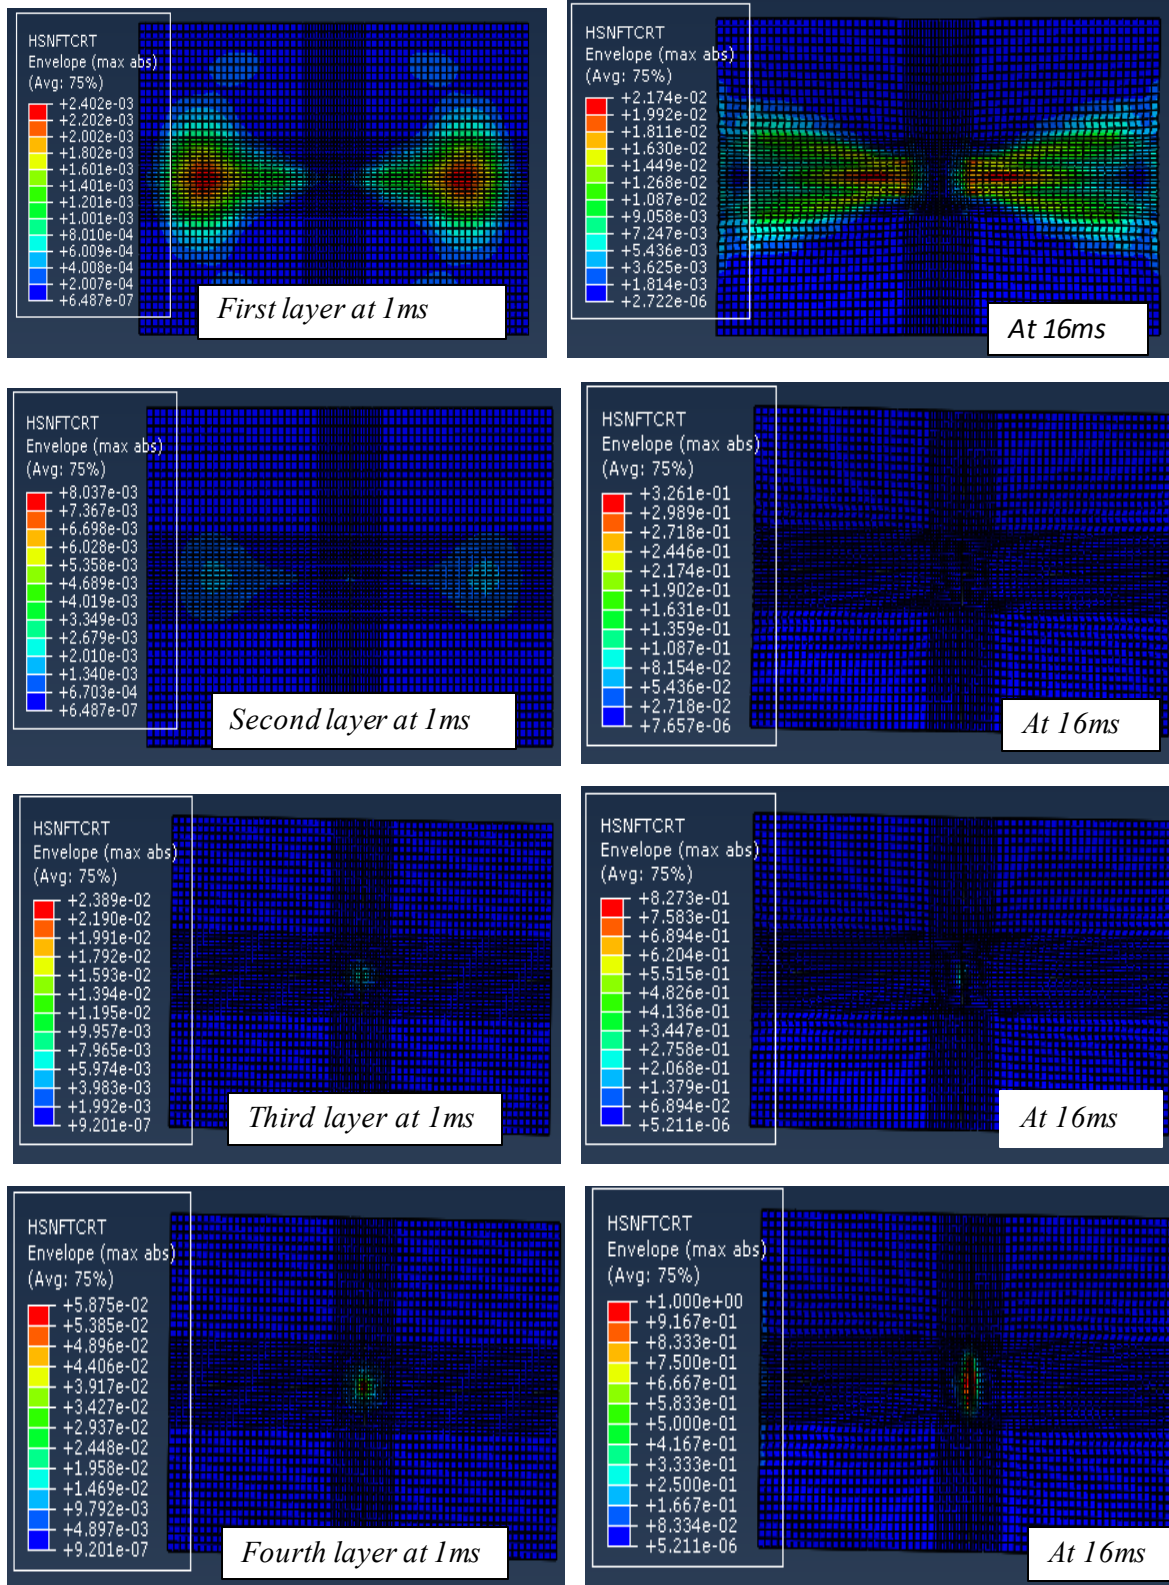 HSNFTCRT
Envelope (max abs)
(Avg: 75%)
+2.402e-03
+2.202e-03
+2.002e-03
+1.802e-03
+1.601e-03
+1.401e-03
+1.201e-03
+1.001e-03
+8.010e-04
+6.009e-04
+4.008e-04
+2.007e-04
+6.487e-07
First layer at 1ms
HSNFTCRT
Envelope (max abs)
(Avg: 75%)
+2.174e-02
+1.992e-02
+1.811e-02
+1.630e-02
+1.449e-02
+1.268e-02
+1.087e-02
+9.058e-03
+7.247e-03
+5.436e-03
+3.625e-03
+1.814e-03
+2.722e-06
At 16ms
HSNFTCRT
Envelope (max abs)
(Avg: 75%)
+8.037e-03
+7.367e-03
+6.698e-03
+6.028e-03
+5.358e-03
+4.689e-03
+4.019e-03
+3.349e-03
+2.679e-03
+2.010e-03
+1.340e-03
+6.703e-04
+6.487e-07
Second layer at 1ms
HSNFTCRT
Envelope (max abs)
(Avg: 75%)
+3.261e-01
+2.989e-01
+2.718e-01
+2.446e-01
+2.174e-01
+1.902e-01
+1.631e-01
+1.359e-01
+1.087e-01
+8.154e-02
+5.436e-02
+2.718e-02
+7.657e-06
At 16ms
HSNFTCRT
Envelope (max abs)
(Avg: 75%)
+2.389e-02
+2.190e-02
+1.991e-02
+1.792e-02
+1.593e-02
+1.394e-02
+1.195e-02
+9.957e-03
+7.965e-03
+5.974e-03
+3.983e-03
+1.992e-03
+9.201e-07
Third layer at 1ms
HSNFTCRT
Envelope (max abs)
(Avg: 75%)
+8.273e-01
+7.583e-01
+6.894e-01
+6.204e-01
+5.515e-01
+4.826e-01
+4.136e-01
+3.447e-01
+2.758e-01
+2.068e-01
+1.379e-01
+6.894e-02
+5.211e-06
At 16ms
HSNFTCRT
Envelope (max abs)
(Avg: 75%)
+5.875e-02
+5.385e-02
+4.896e-02
+4.406e-02
+3.917e-02
+3.427e-02
+2.937e-02
+2.448e-02
+1.958e-02
+1.469e-02
+9.792e-03
+4.897e-03
+9.201e-07
Fourth layer at 1ms
HSNFTCRT
Envelope (max abs)
(Avg: 75%)
+1.000e+00
+9.167e-01
+8.333e-01
+7.500e-01
+6.667e-01
+5.833e-01
+5.000e-01
+4.167e-01
+3.333e-01
+2.500e-01
+1.667e-01
+8.334e-02
+5.211e-06
At 16ms